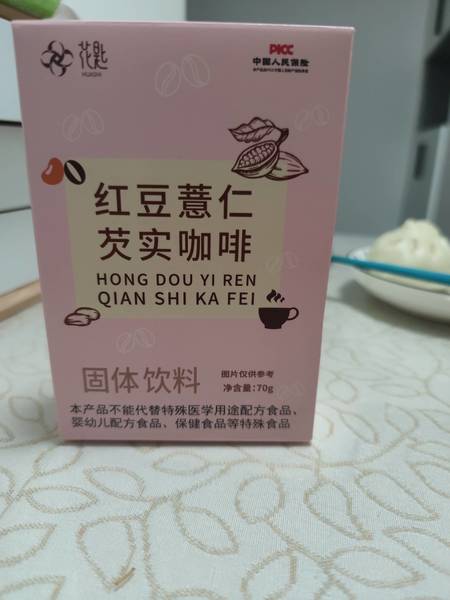 花匙
HUASHI
PICC
中国人民保险
红豆薏仁
芡实咖啡
HONG DOU YI REN
QIAN SHI KA FEI
固体饮料
图片仅供参考
净含量:70g
本产品不能代替特殊医学用途配方食品、
婴幼儿配方食品、保健食品等特殊食品